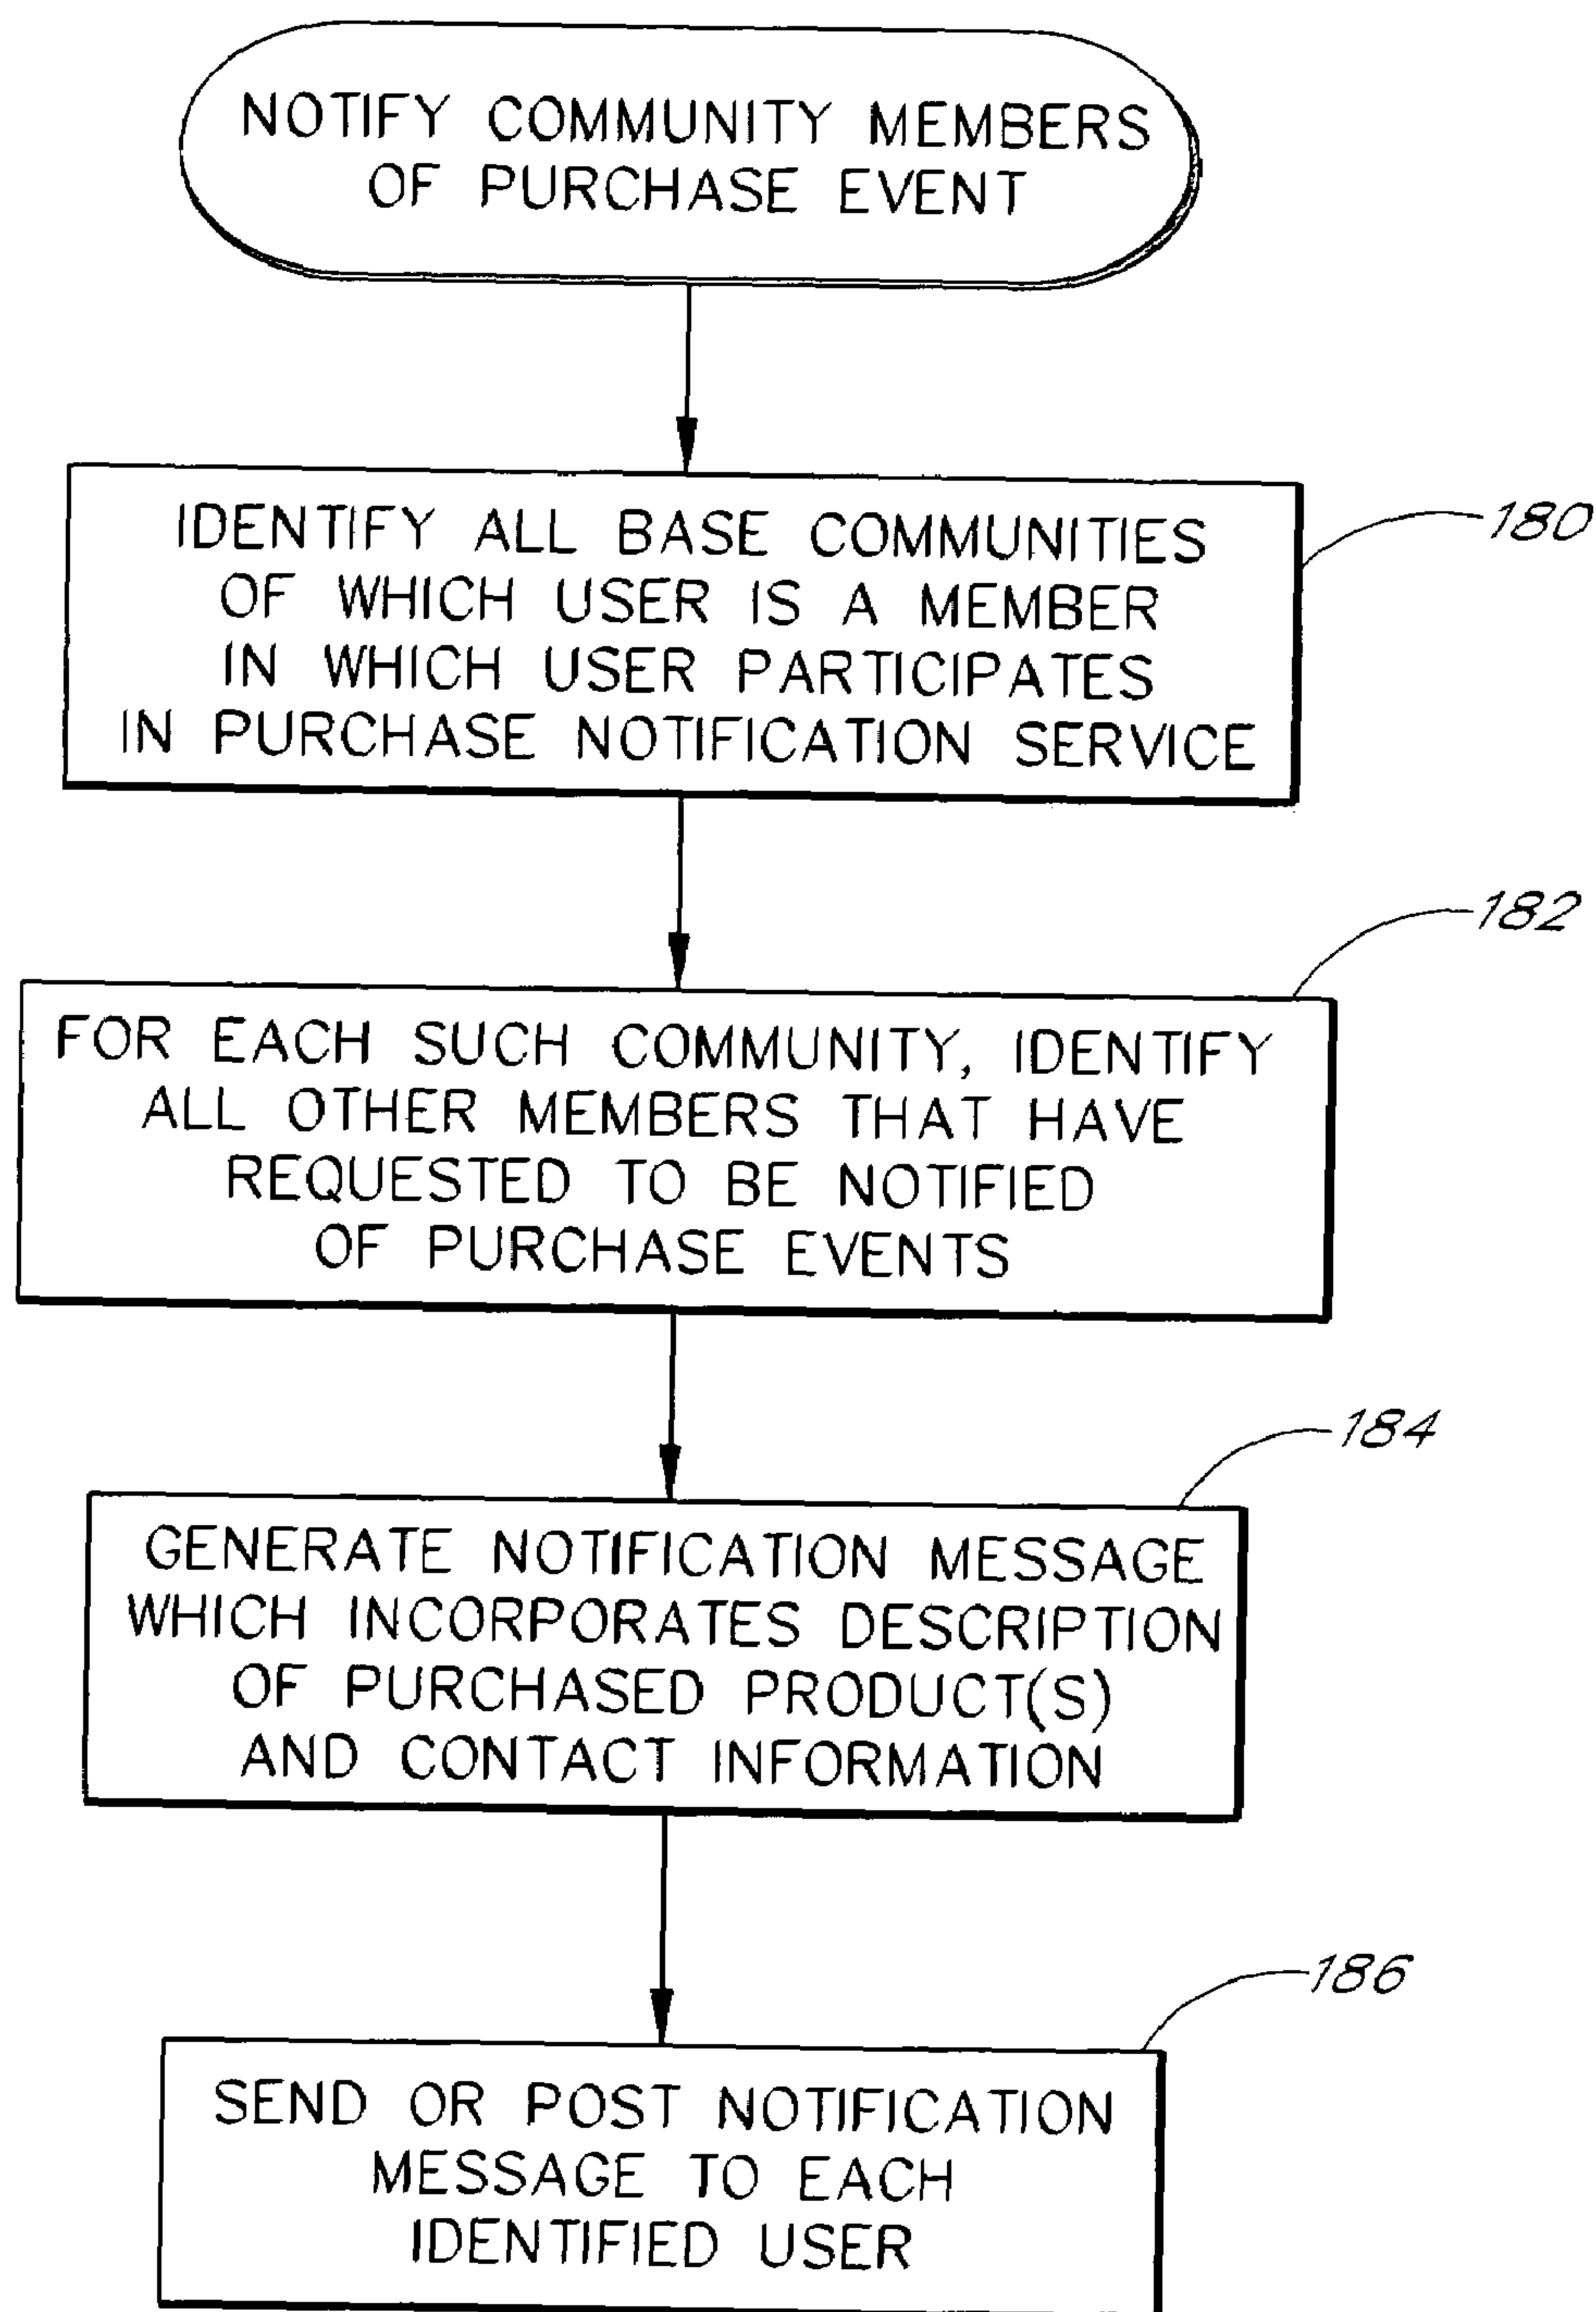 NOTIFY COMMUNITY MEMBERS
OF PURCHASE EVENT
IDENTIFY ALL BASE COMMUNITIES
OF WHICH USER IS A MEMBER
IN WHICH USER PARTICIPATES
IN PURCHASE NOTIFICATION SERVICE
180
182
FOR EACH SUCH COMMUNITY, IDENTIFY
ALL OTHER MEMBERS THAT HAVE
REQUESTED TO BE NOTIFIED
OF PURCHASE EVENTS
184
GENERATE NOTIFICATION MESSAGE
WHICH INCORPORATES DESCRIPTION
OF PURCHASED PRODUCT(S)
AND CONTACT INFORMATION
186
SEND OR POST NOTIFICATION
MESSAGE TO EACH
IDENTIFIED USER